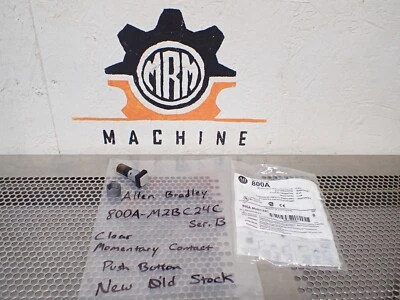 MRM
MACHINE
Allen Bradley
800A-M2BC24C
Ser. B
Clear
Momentary Contact
Push Button
New Old Stock
800A